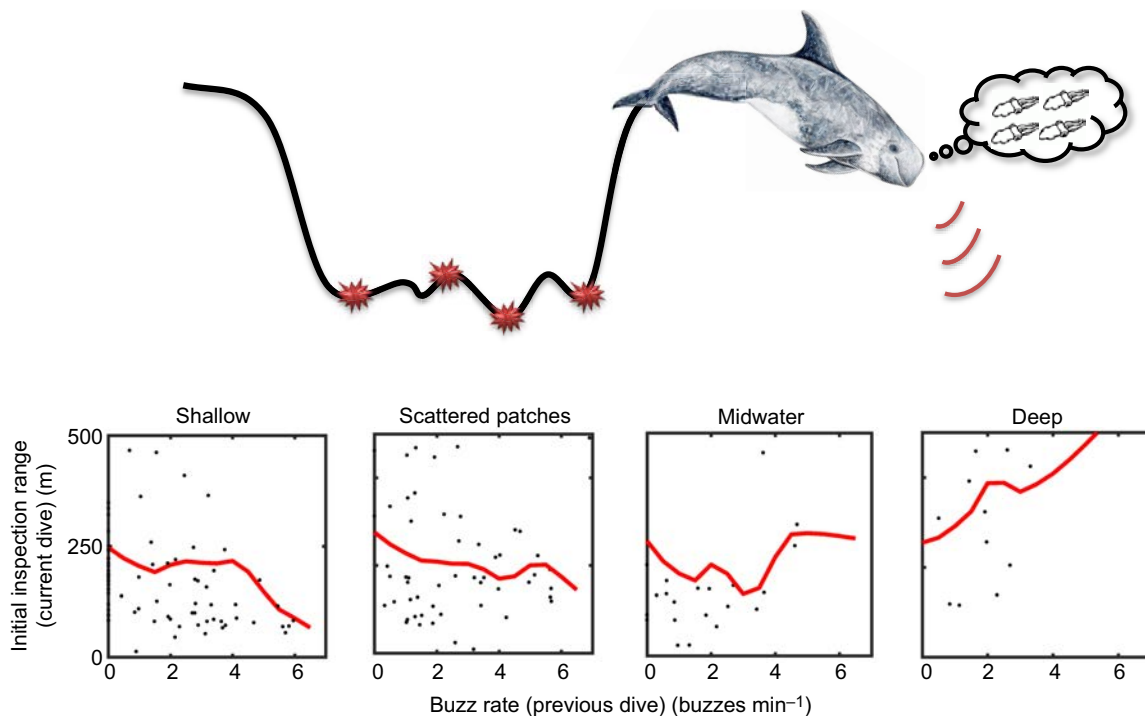 Shallow
Scattered patches
Midwater
Deep
Initial inspection range
(current dive) (m)
500
250
0
0 2 4 6
0 2 4 6
0 2 4 6
0 2 4 6
Buzz rate (previous dive) (buzzes min⁻¹)